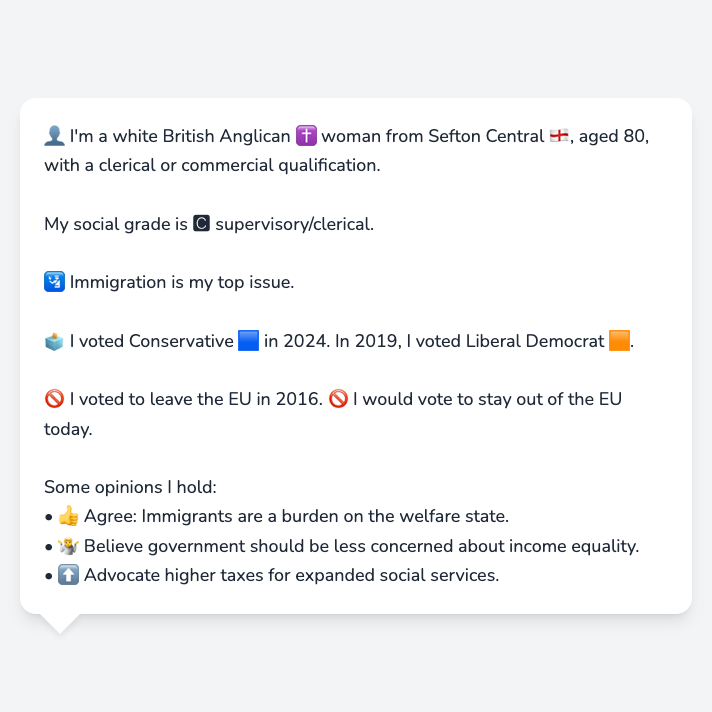 👤 I'm a white British Anglican ✝️ woman from Sefton Central 🏴󠁧󠁢󠁥󠁮󠁧󠁿, aged 80,
with a clerical or commercial qualification.
My social grade is 🅲 supervisory/clerical.
🛂 Immigration is my top issue.
🗳️ I voted Conservative 🟦 in 2024. In 2019, I voted Liberal Democrat 🟧.
🚫 I voted to leave the EU in 2016. 🚫 I would vote to stay out of the EU
today.
Some opinions I hold:
• 👍 Agree: Immigrants are a burden on the welfare state.
• 🤷 Believe government should be less concerned about income equality.
• ⬆️ Advocate higher taxes for expanded social services.